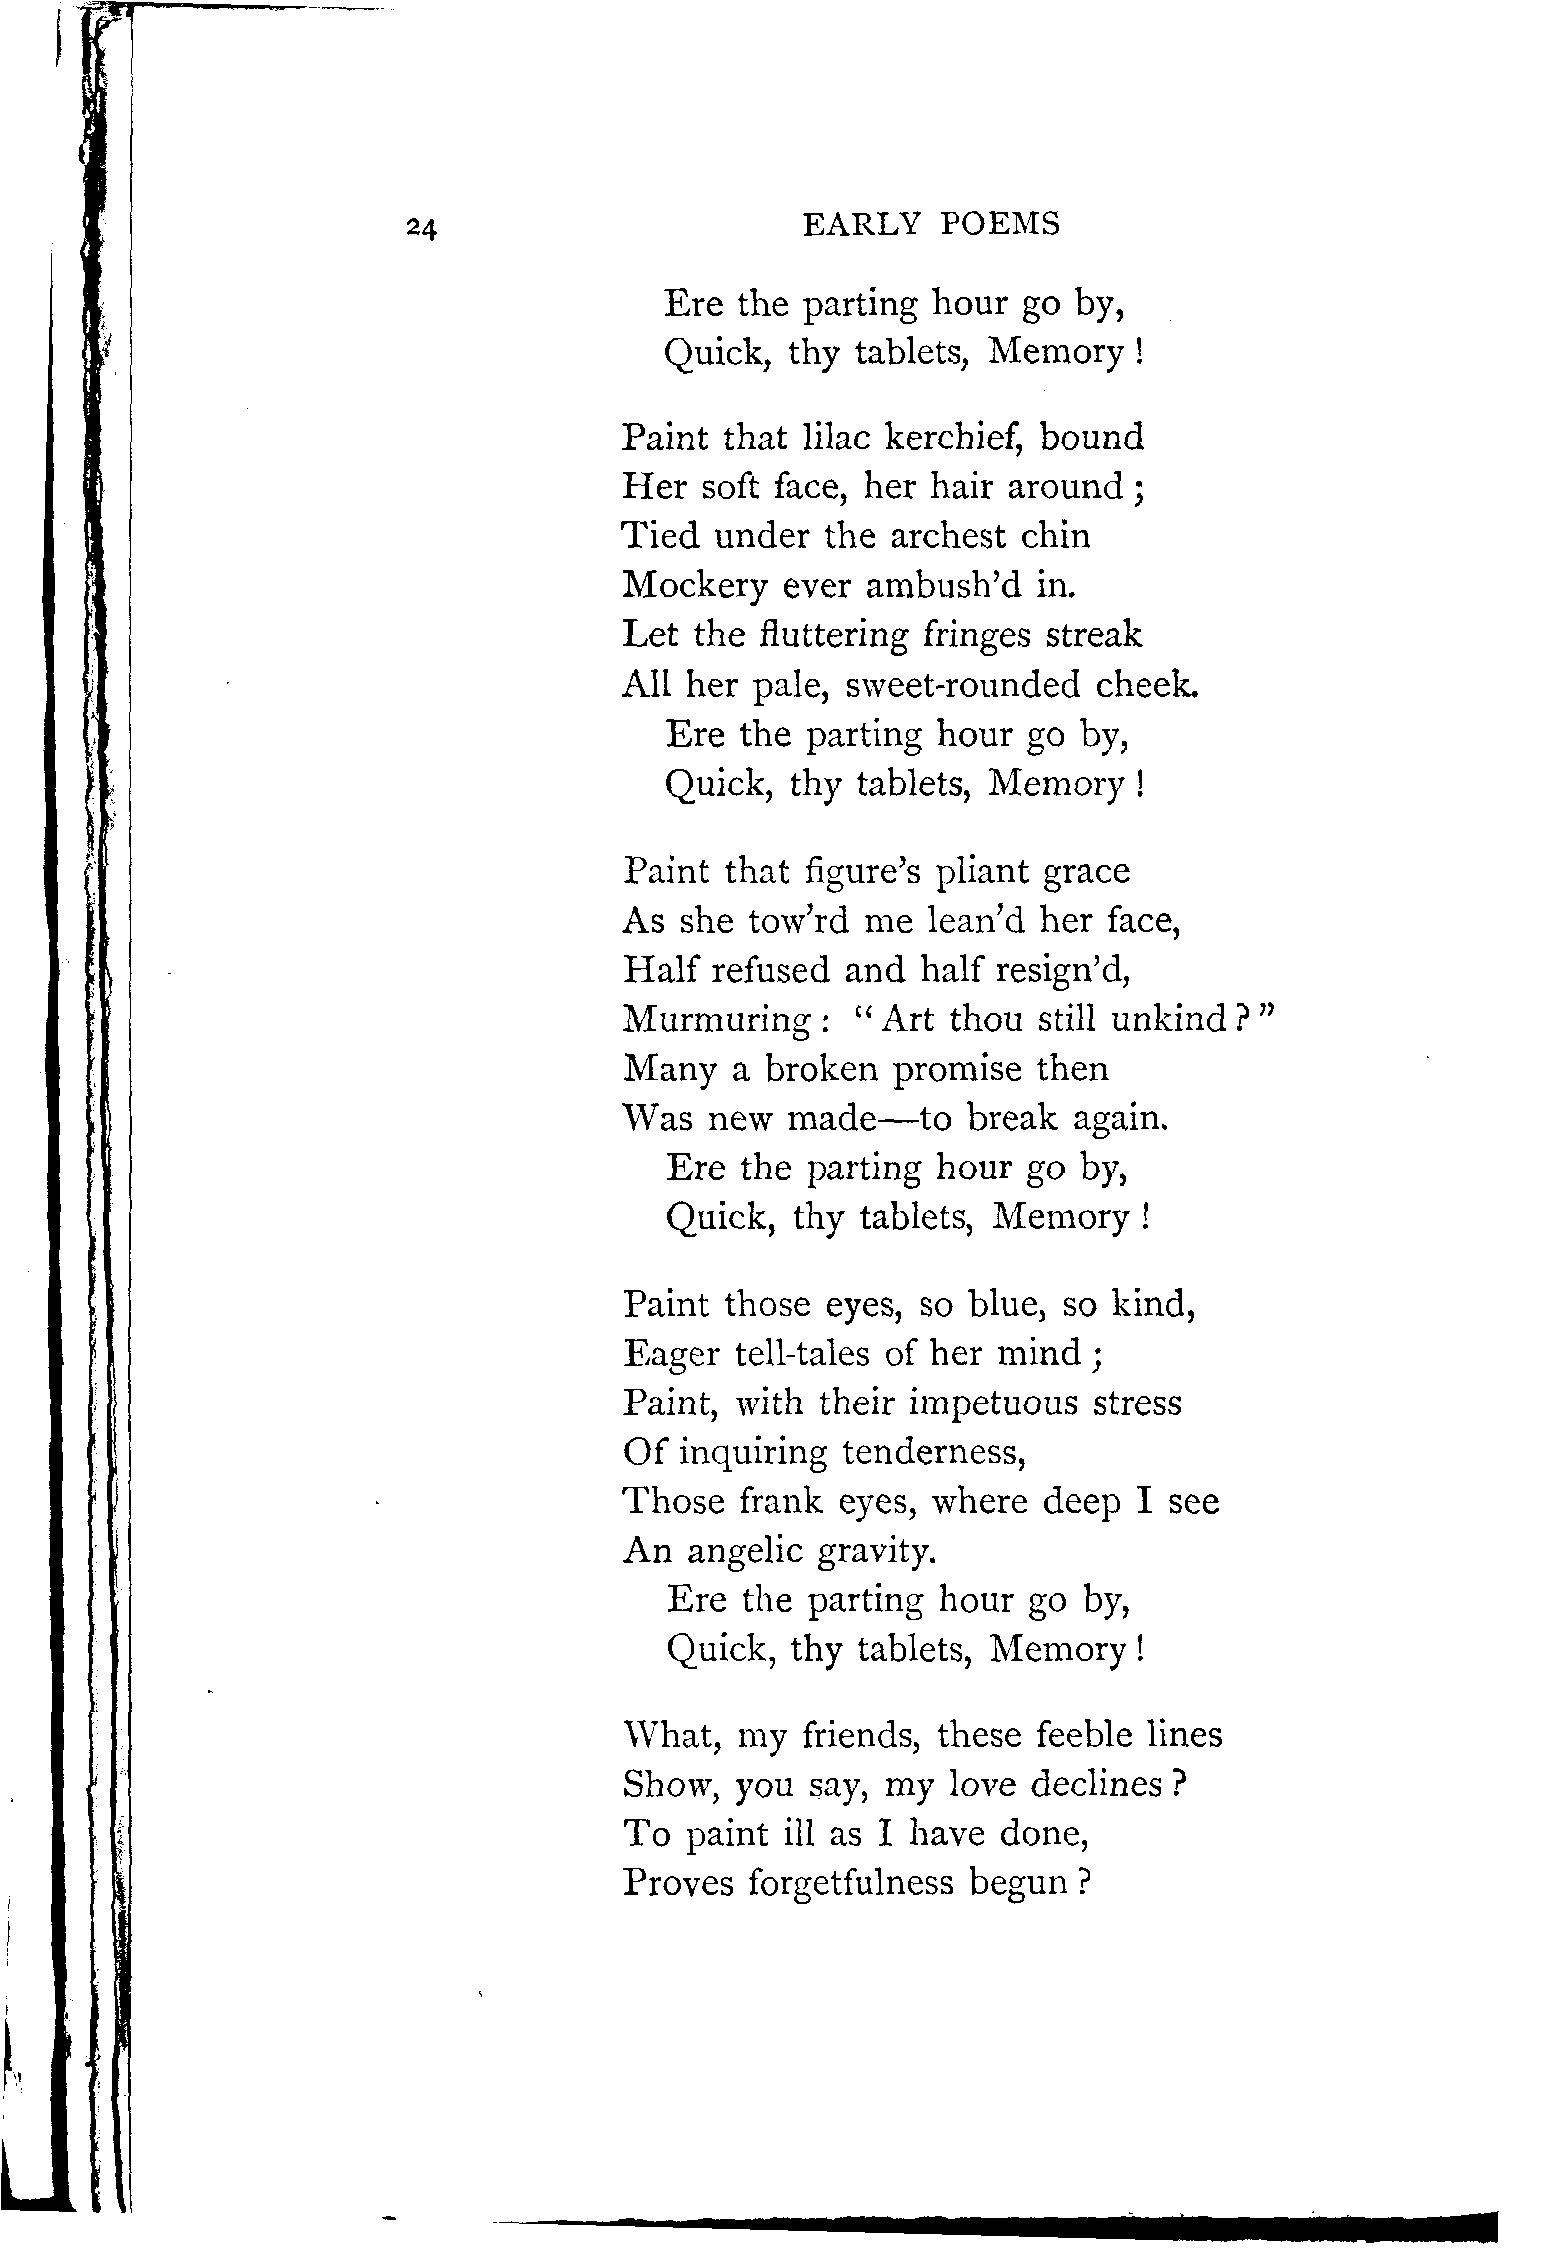 24 EARLY POEMS
Ere the parting hour go by,
Quick, thy tablets, Memory!
Paint that lilac kerchief, bound
Her soft face, her hair around;
Tied under the archest chin
Mockery ever ambush'd in.
Let the fluttering fringes streak
All her pale, sweet-rounded cheek.
Ere the parting hour go by,
Quick, thy tablets, Memory!
Paint that figure's pliant grace
As she tow'rd me lean'd her face,
Half refused and half resign'd,
Murmuring: "Art thou still unkind?"
Many a broken promise then
Was new made—to break again.
Ere the parting hour go by,
Quick, thy tablets, Memory!
Paint those eyes, so blue, so kind,
Eager tell-tales of her mind;
Paint, with their impetuous stress
Of inquiring tenderness,
Those frank eyes, where deep I see
An angelic gravity.
Ere the parting hour go by,
Quick, thy tablets, Memory!
What, my friends, these feeble lines
Show, you say, my love declines?
To paint ill as I have done,
Proves forgetfulness begun?